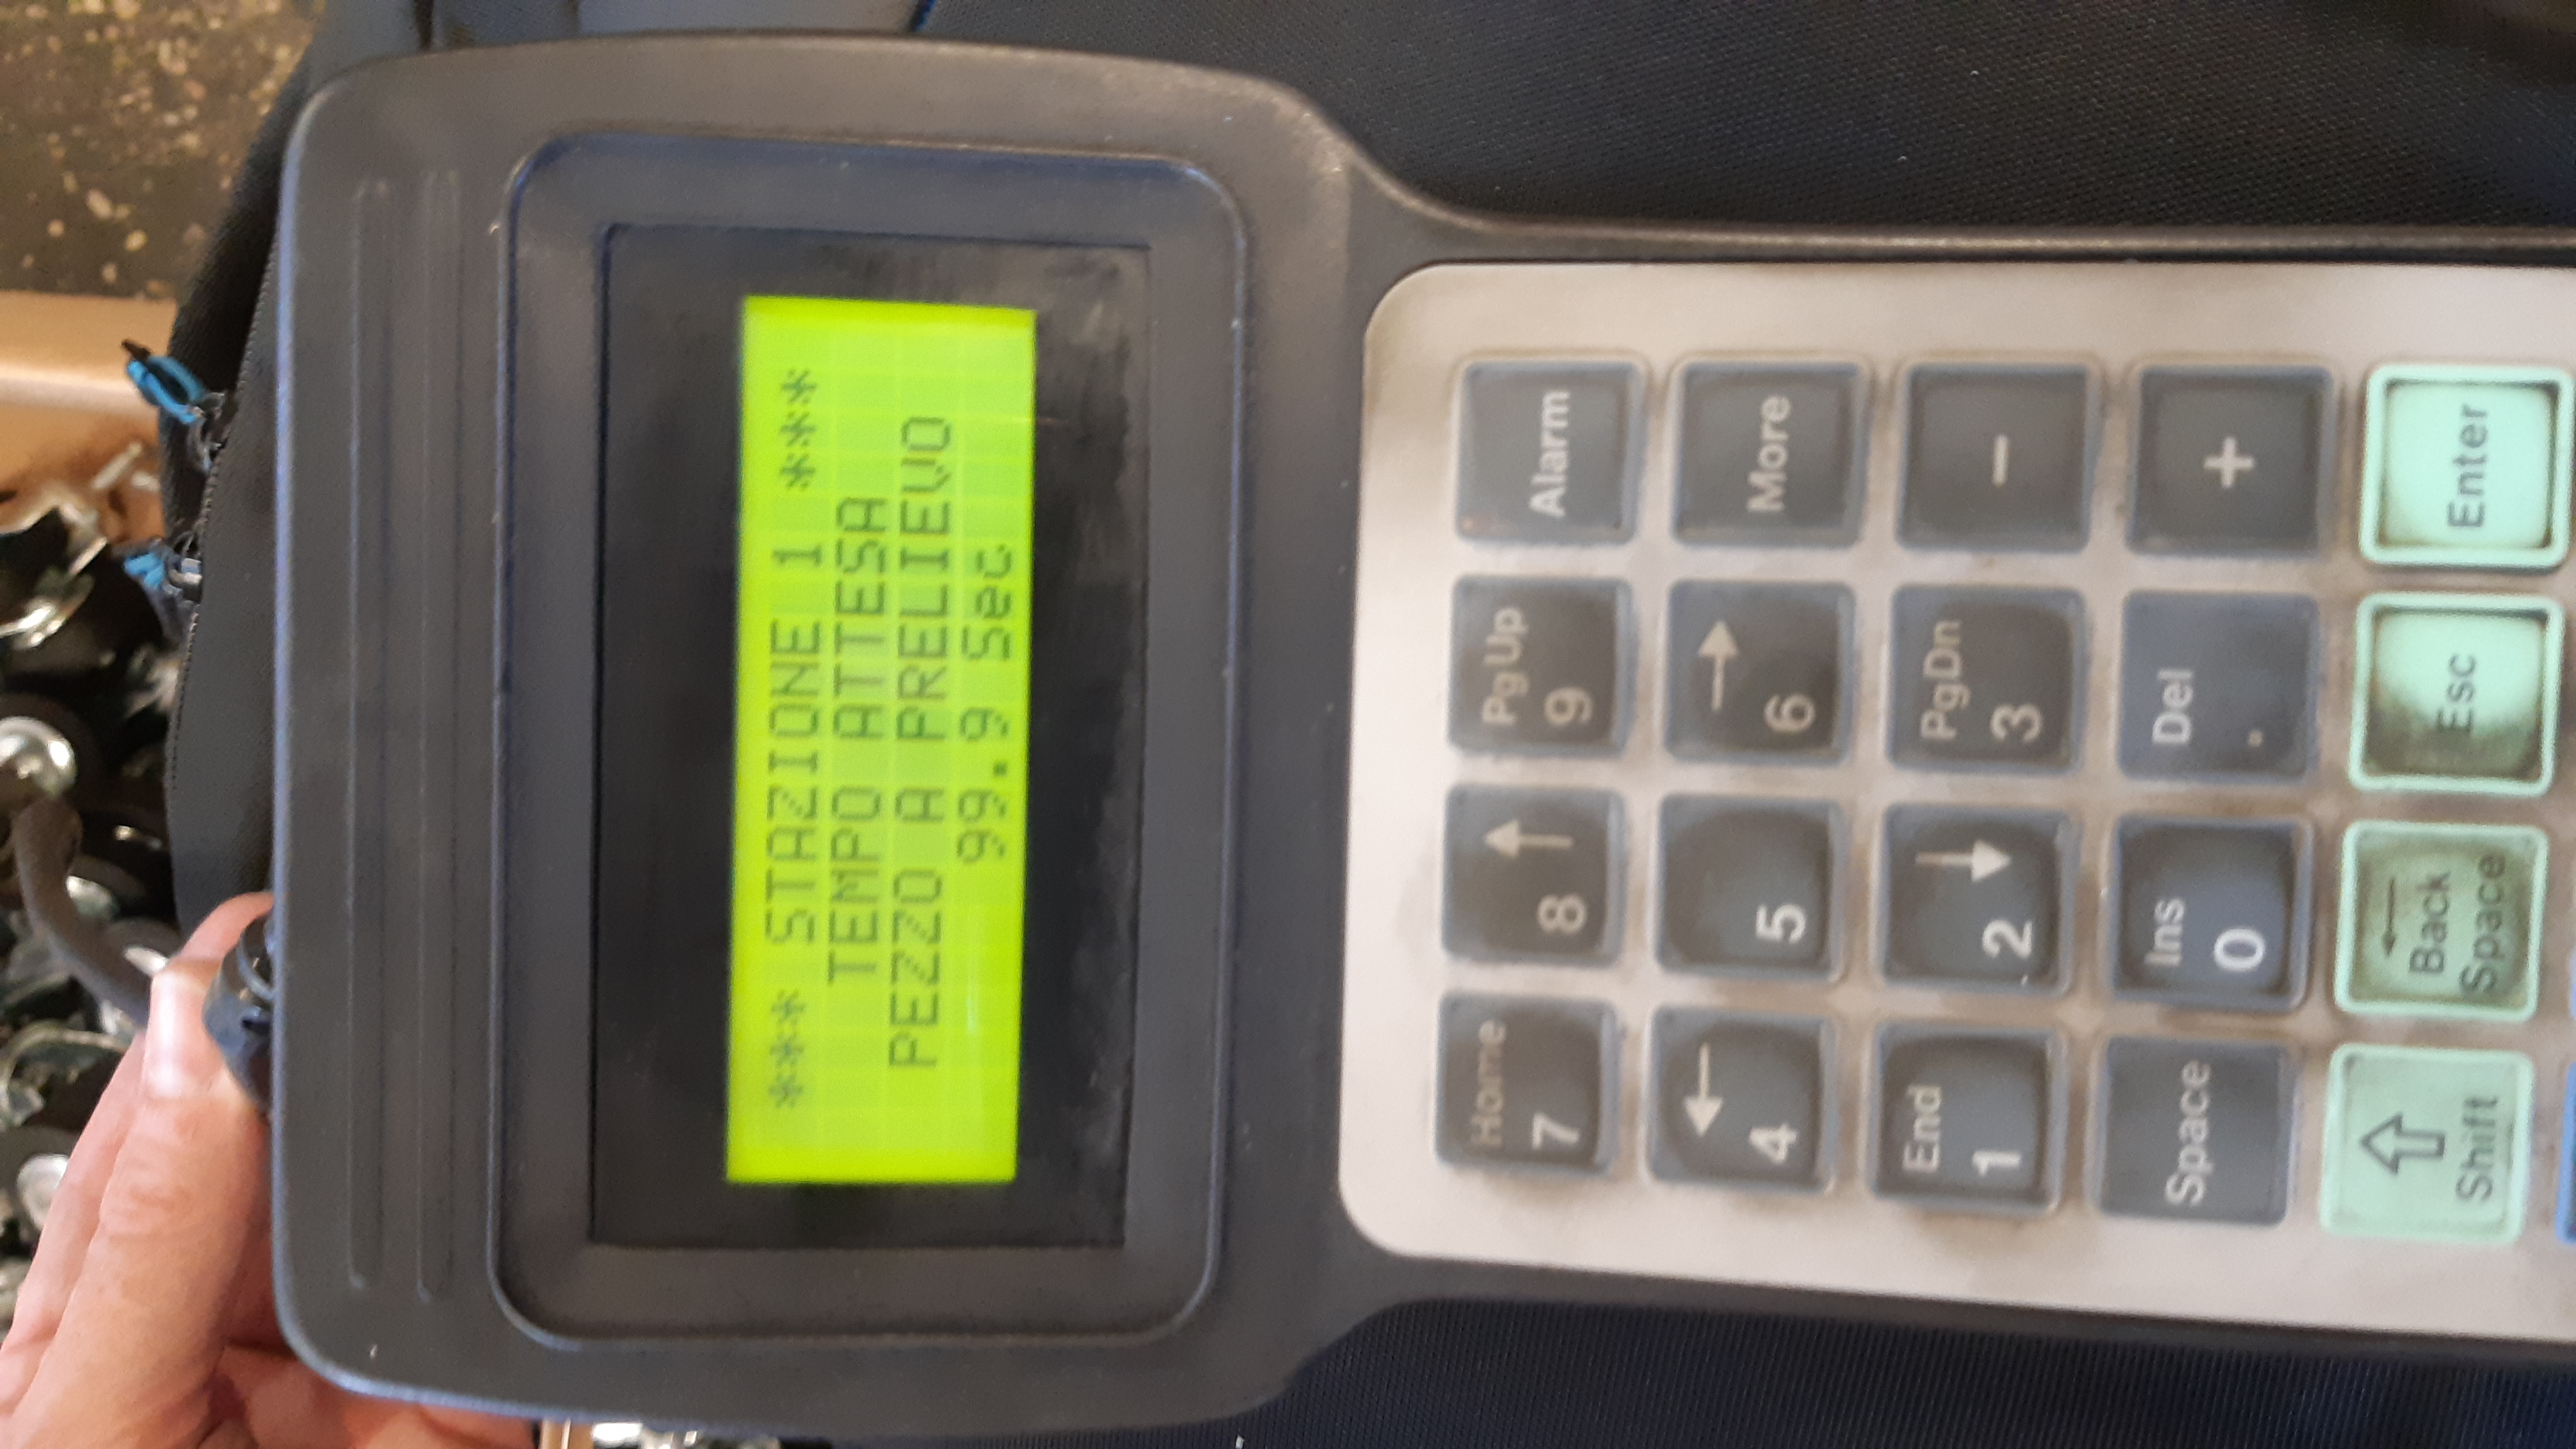 *** STAZIONE 1 ***
TEMPO ATTESA
PEZZO A PRELIEVO
99.9 Sec
Home
7
8
PgUp
9
Alarm
4
5
6
More
End
1
2
PgDn
3
-
Space
Ins
0
Del
.
+
Shift
Back
Space
Esc
Enter